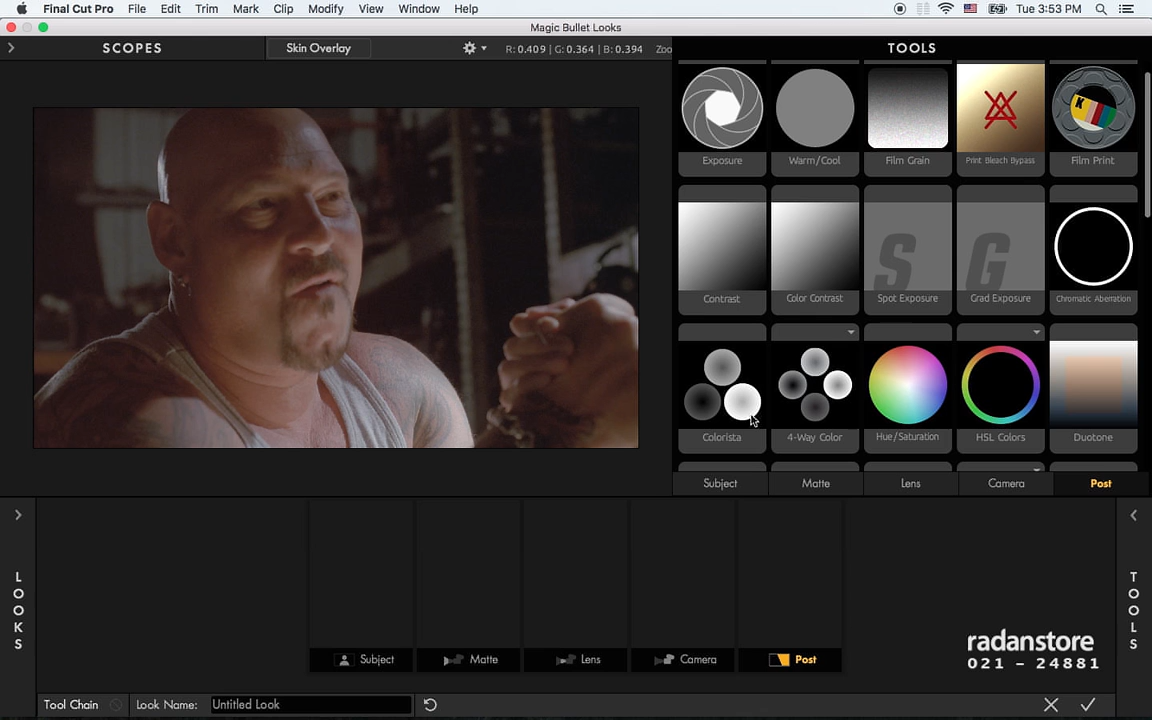 Final Cut Pro File Edit Trim Mark Clip Modify View Window Help Tue 3:53 PM
Magic Bullet Looks
SCOPES Skin Overlay R: 0.409 | G: 0.364 | B: 0.394 Zoo TOOLS
Exposure Warm/Cool Film Grain Print Bleach Bypass Film Print
K
S G
Contrast Color Contrast Spot Exposure Grad Exposure Chromatic Aberration
Colorista 4-Way Color Hue/Saturation HSL Colors Duotone
Subject Matte Lens Camera Post
LOOKS
TOOLS
Subject Matte Lens Camera Post
radanstore
021 - 24881
Tool Chain Look Name: Untitled Look